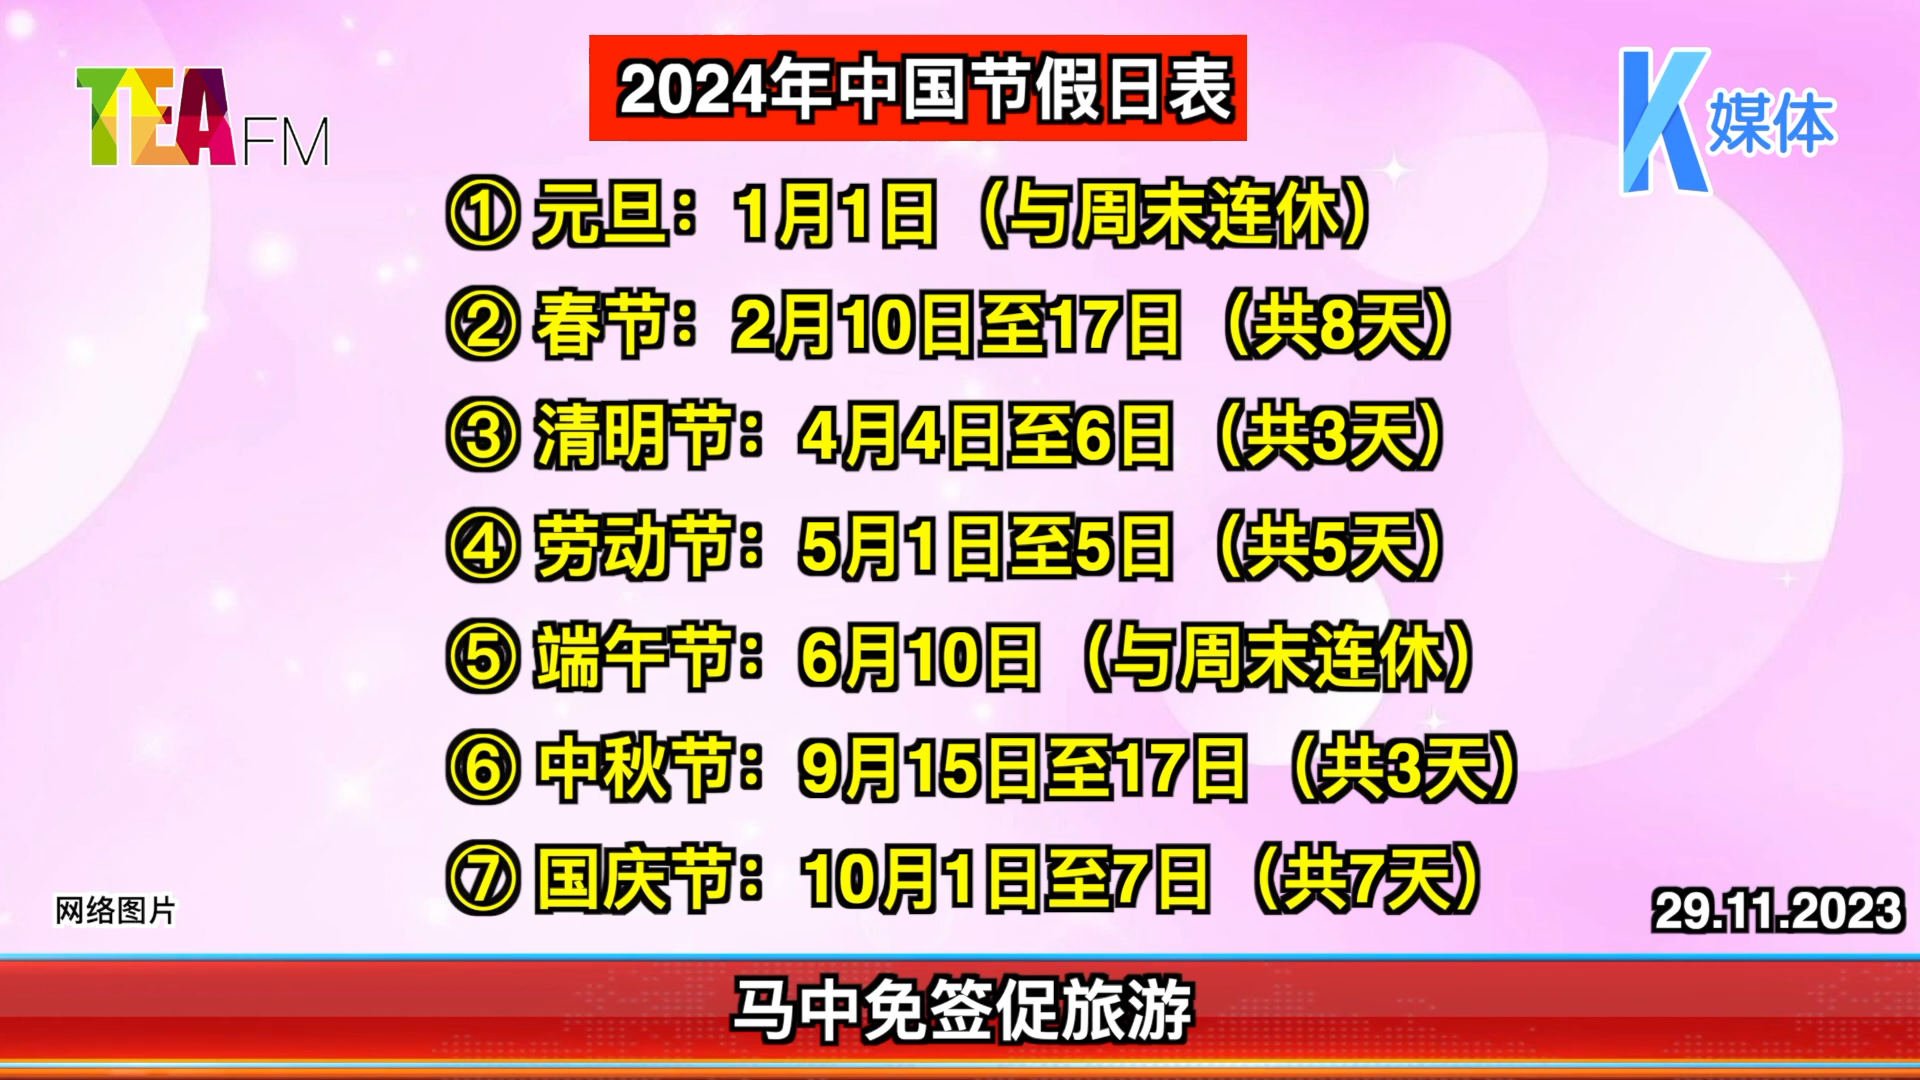 TEA FM
2024年中国节假日表
K媒体
① 元旦：1月1日（与周末连休）
② 春节：2月10日至17日（共8天）
③ 清明节：4月4日至6日（共3天）
④ 劳动节：5月1日至5日（共5天）
⑤ 端午节：6月10日（与周末连休）
⑥ 中秋节：9月15日至17日（共3天）
⑦ 国庆节：10月1日至7日（共7天）
网络图片
29.11.2023
马中免签促旅游